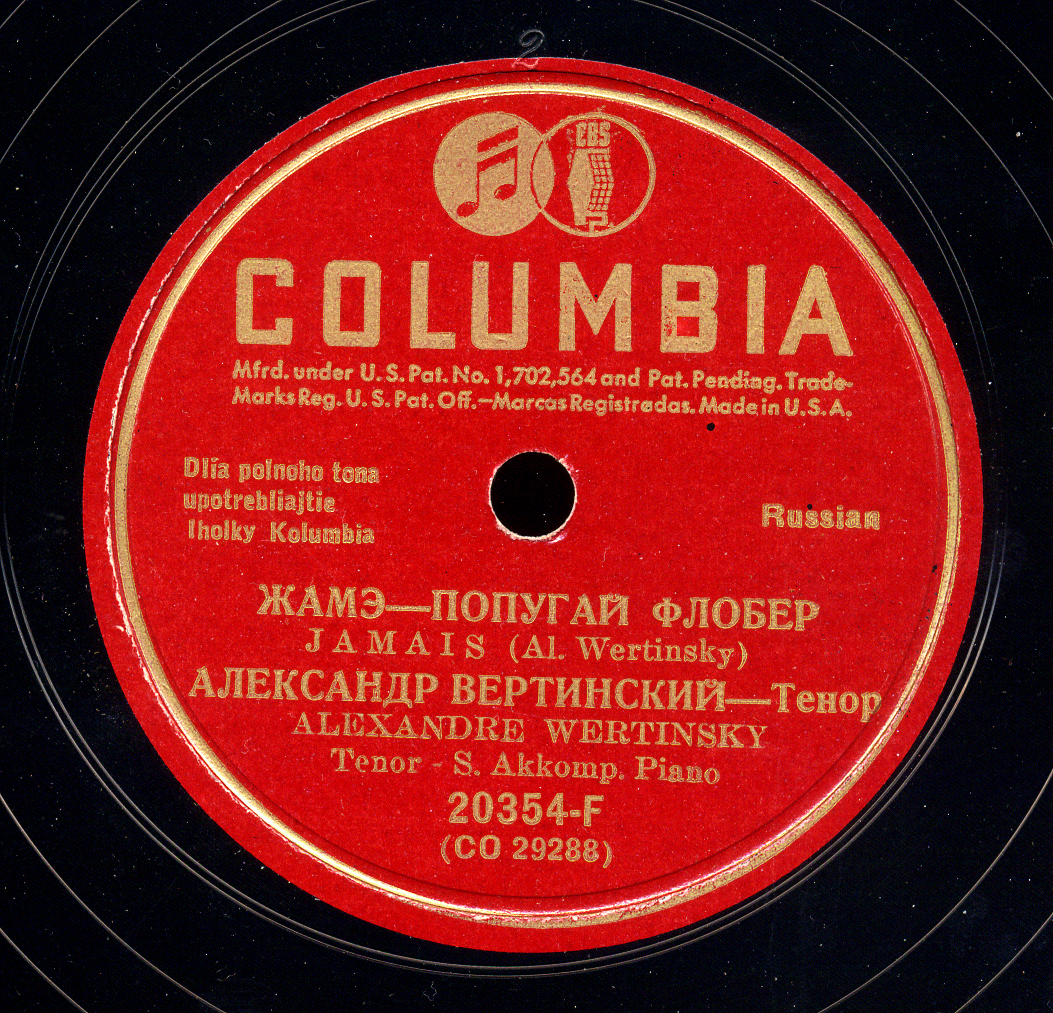 2
CBS
COLUMBIA
Mfrd. under U. S. Pat. No. 1,702,564 and Pat. Pending. Trade-
Marks Reg. U. S. Pat. Off.—Marcas Registradas. Made in U.S.A.
Dlia polnoho tona
upotrebliajtie
Iholky Kolumbia
Russian
ЖАМЭ—ПОПУГАЙ ФЛОБЕР
JAMAIS (Al. Wertinsky)
АЛЕКСАНДР ВЕРТИНСКИЙ—Тенор
ALEXANDRE WERTINSKY
Tenor - S. Akkomp. Piano
20354-F
(CO 29288)